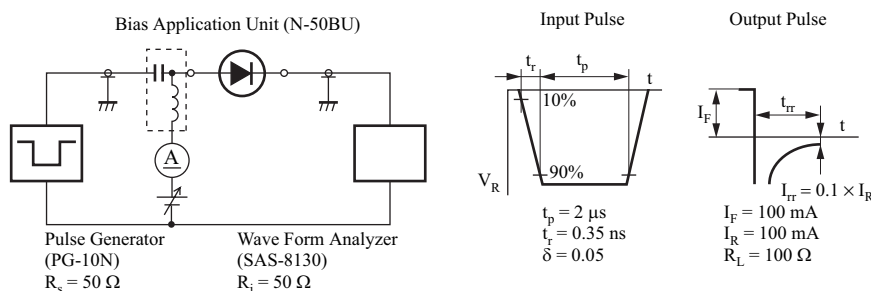 Bias Application Unit (N-50BU)
A
Pulse Generator
(PG-10N)
R_s = 50 Ω
Wave Form Analyzer
(SAS-8130)
R_i = 50 Ω
Input Pulse
t_r
t_p
t
10%
90%
V_R
t_p = 2 μs
t_r = 0.35 ns
δ = 0.05
Output Pulse
I_F
t_rr
t
I_rr = 0.1 × I_R
I_F = 100 mA
I_R = 100 mA
R_L = 100 Ω